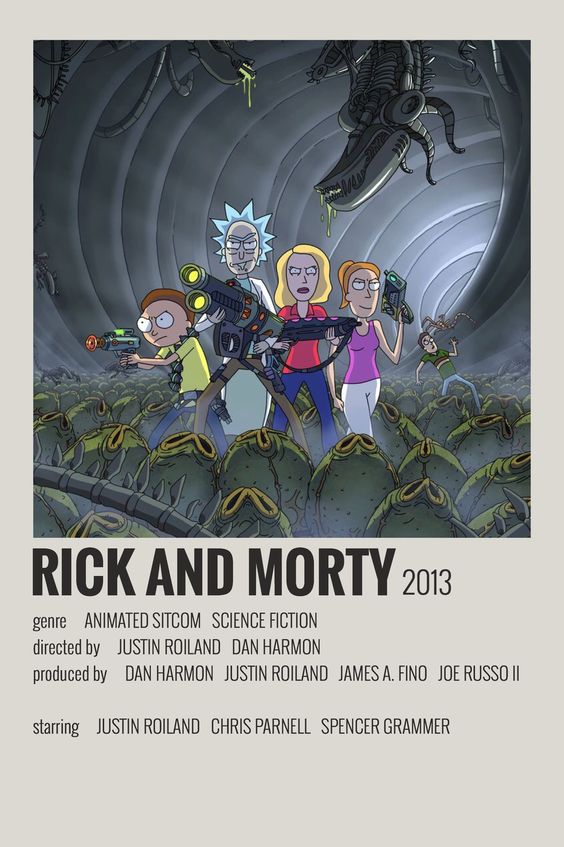 RICK AND MORTY 2013
genre ANIMATED SITCOM SCIENCE FICTION
directed by JUSTIN ROILAND DAN HARMON
produced by DAN HARMON JUSTIN ROILAND JAMES A. FINO JOE RUSSO II
starring JUSTIN ROILAND CHRIS PARNELL SPENCER GRAMMER